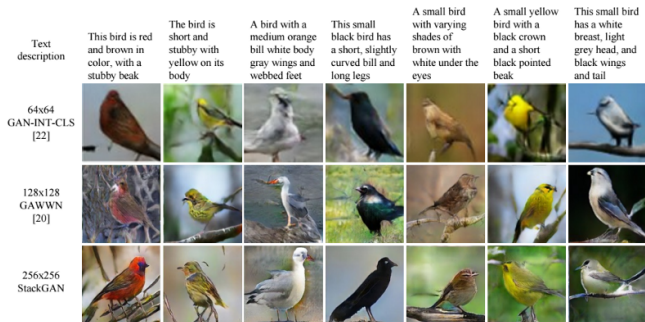 Text
description
This bird is red
and brown in
color, with a
stubby beak
The bird is
short and
stubby with
yellow on its
body
A bird with a
medium orange
bill white body
gray wings and
webbed feet
This small
black bird has
a short, slightly
curved bill and
long legs
A small bird
with varying
shades of
brown with
white under the
eyes
A small yellow
bird with a
black crown
and a short
black pointed
beak
This small bird
has a white
breast, light
grey head, and
black wings
and tail
64x64
GAN-INT-CLS
[22]
128x128
GAWWN
[20]
256x256
StackGAN